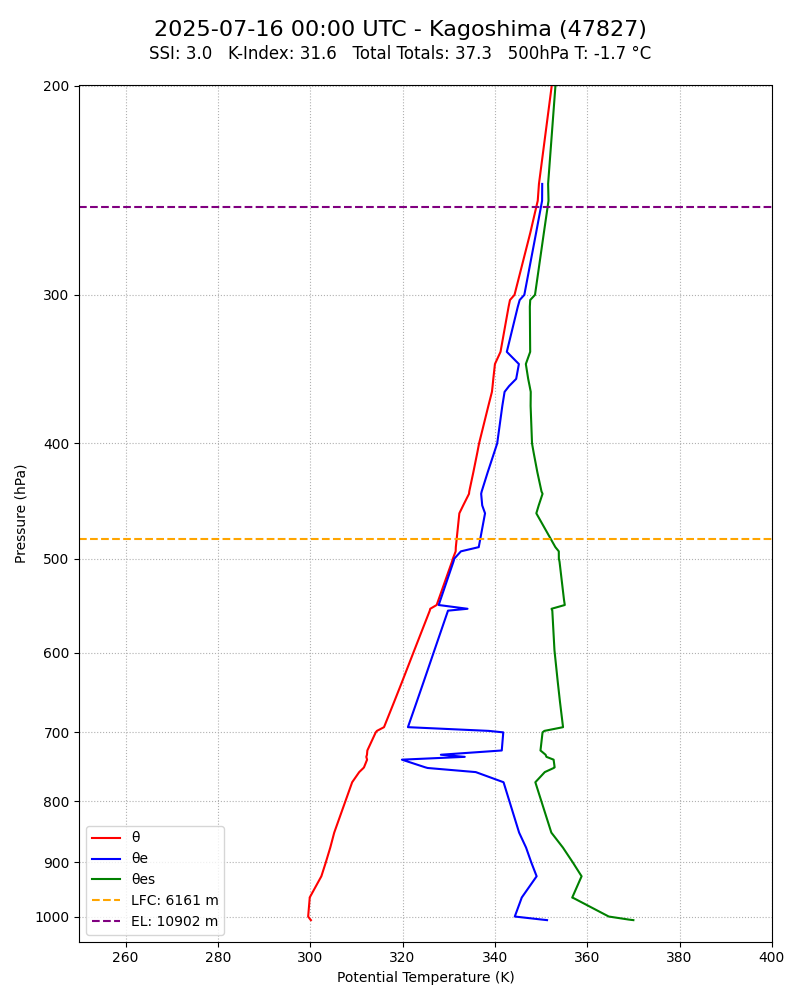 2025-07-16 00:00 UTC - Kagoshima (47827)
SSI: 3.0   K-Index: 31.6   Total Totals: 37.3   500hPa T: -1.7 °C
200
300
400
500
600
700
800
900
1000
Pressure (hPa)
θ
θe
θes
LFC: 6161 m
EL: 10902 m
260 280 300 320 340 360 380 400
Potential Temperature (K)